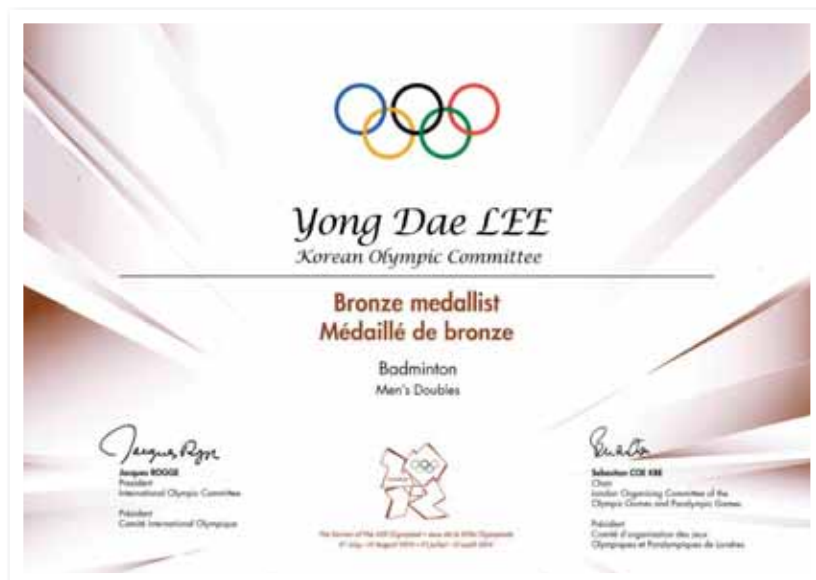 Yong Dae LEE
Korean Olympic Committee
Bronze medallist
Médaillé de bronze
Badminton
Men's Doubles
Jacques ROGGE
President
International Olympic Committee
Président
Comité International Olympique
Sebastian COE KBE
Chair
London Organising Committee of the
Olympic Games and Paralympic Games
Président
Comité d'organisation des Jeux
Olympiques et Paralympiques de Londres